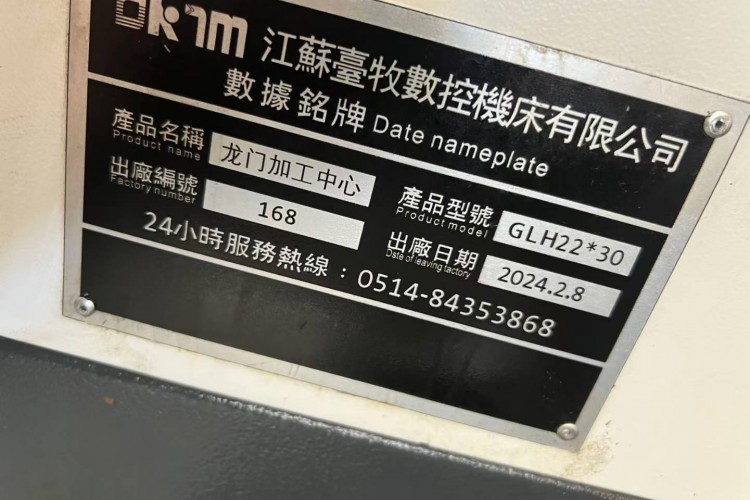 江蘇臺牧數控機床有限公司
數據銘牌 Date nameplate
產品名稱 龙门加工中心
Product name
產品型號 GLH22*30
Product model
出廠編號 168
Factory number
出廠日期 2024.2.8
Date of leaving factory
24小時服務熱線：0514-84353868